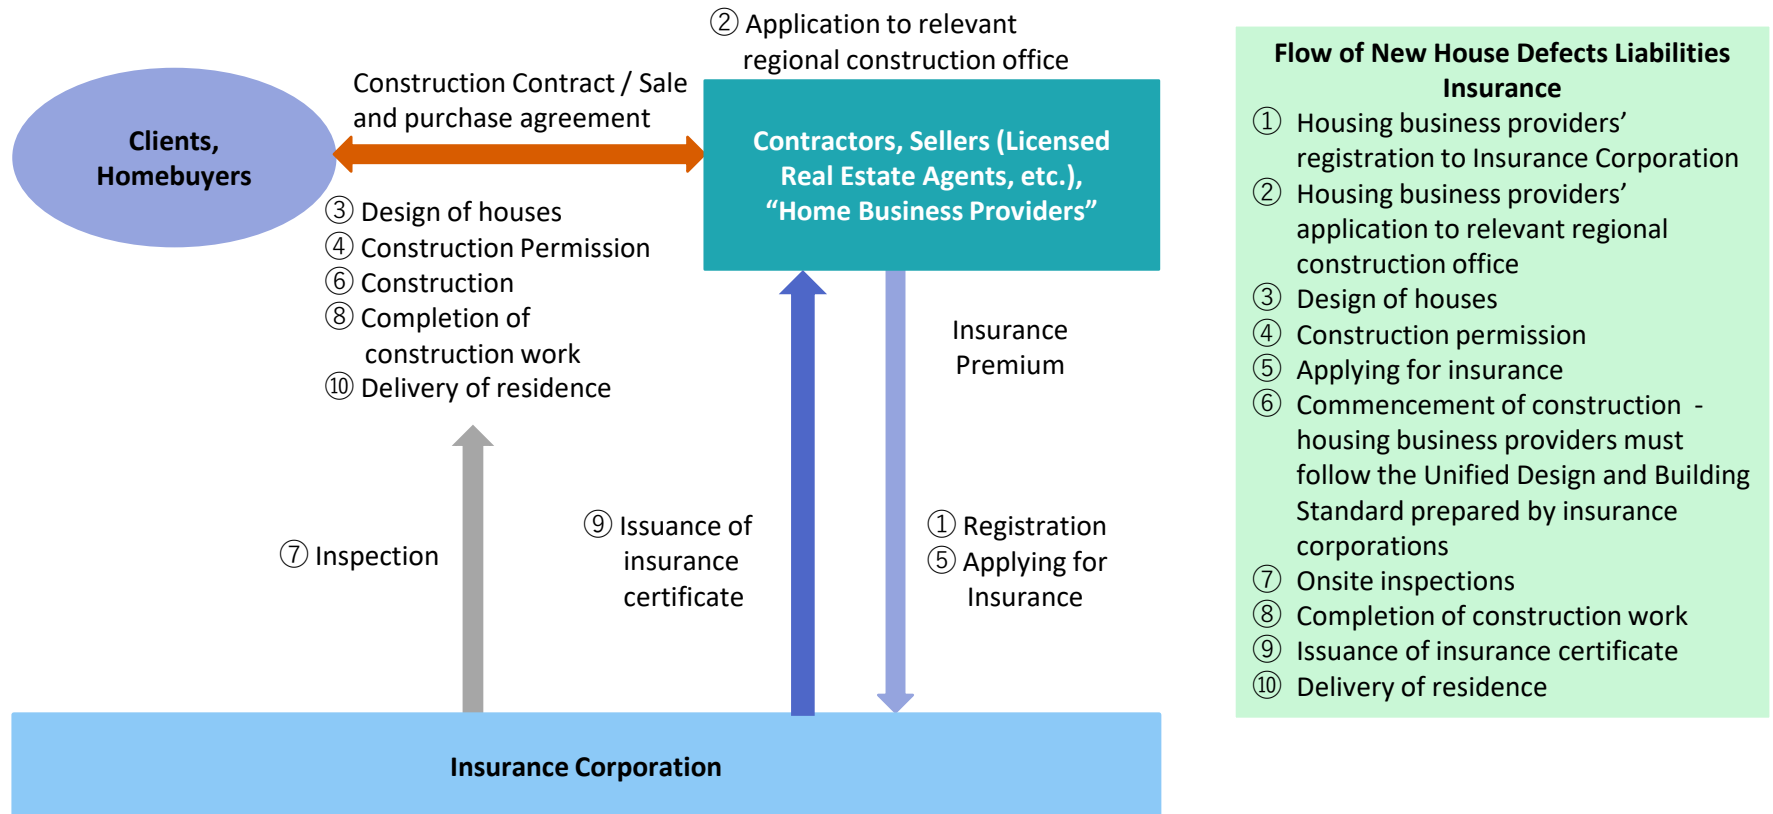 ② Application to relevant
regional construction office
Construction Contract / Sale
and purchase agreement
Clients,
Homebuyers
Contractors, Sellers (Licensed
Real Estate Agents, etc.),
“Home Business Providers”
③ Design of houses
④ Construction Permission
⑥ Construction
⑧ Completion of
construction work
⑩ Delivery of residence
Insurance
Premium
⑦ Inspection
⑨ Issuance of
insurance
certificate
① Registration
⑤ Applying for
Insurance
Insurance Corporation
Flow of New House Defects Liabilities
Insurance
① Housing business providers’
registration to Insurance Corporation
② Housing business providers’
application to relevant regional
construction office
③ Design of houses
④ Construction permission
⑤ Applying for insurance
⑥ Commencement of construction -
housing business providers must
follow the Unified Design and Building
Standard prepared by insurance
corporations
⑦ Onsite inspections
⑧ Completion of construction work
⑨ Issuance of insurance certificate
⑩ Delivery of residence